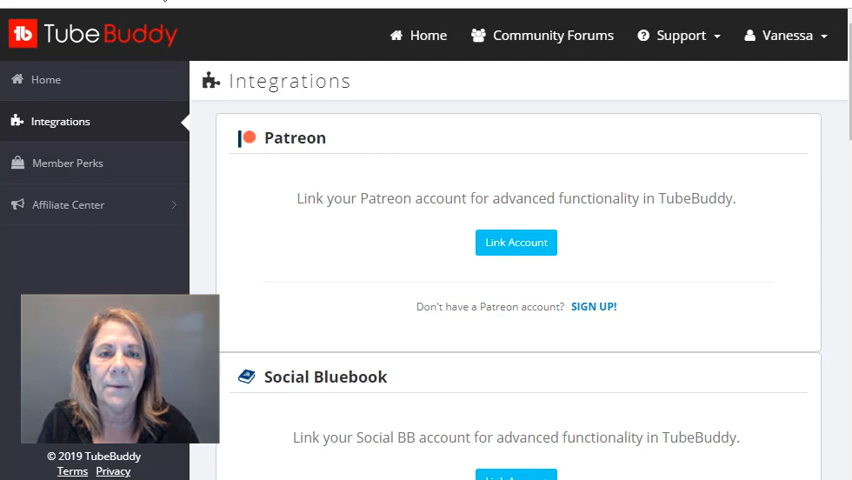 TubeBuddy
Home
Community Forums
Support
Vanessa
Home
Integrations
Member Perks
Affiliate Center
© 2019 TubeBuddy
Terms Privacy
Integrations
Patreon
Link your Patreon account for advanced functionality in TubeBuddy.
Link Account
Don't have a Patreon account? SIGN UP!
Social Bluebook
Link your Social BB account for advanced functionality in TubeBuddy.